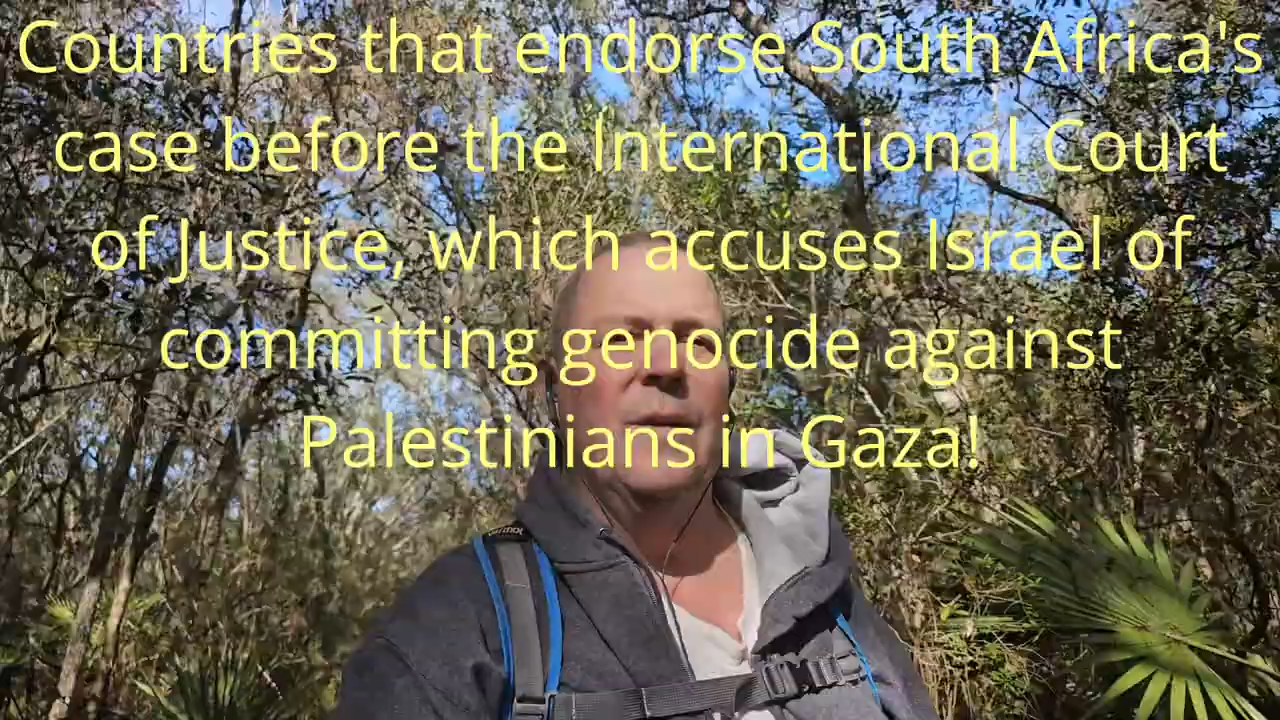 Countries that endorse South Africa's
case before the International Court
of Justice, which accuses Israel of
committing genocide against
Palestinians in Gaza!